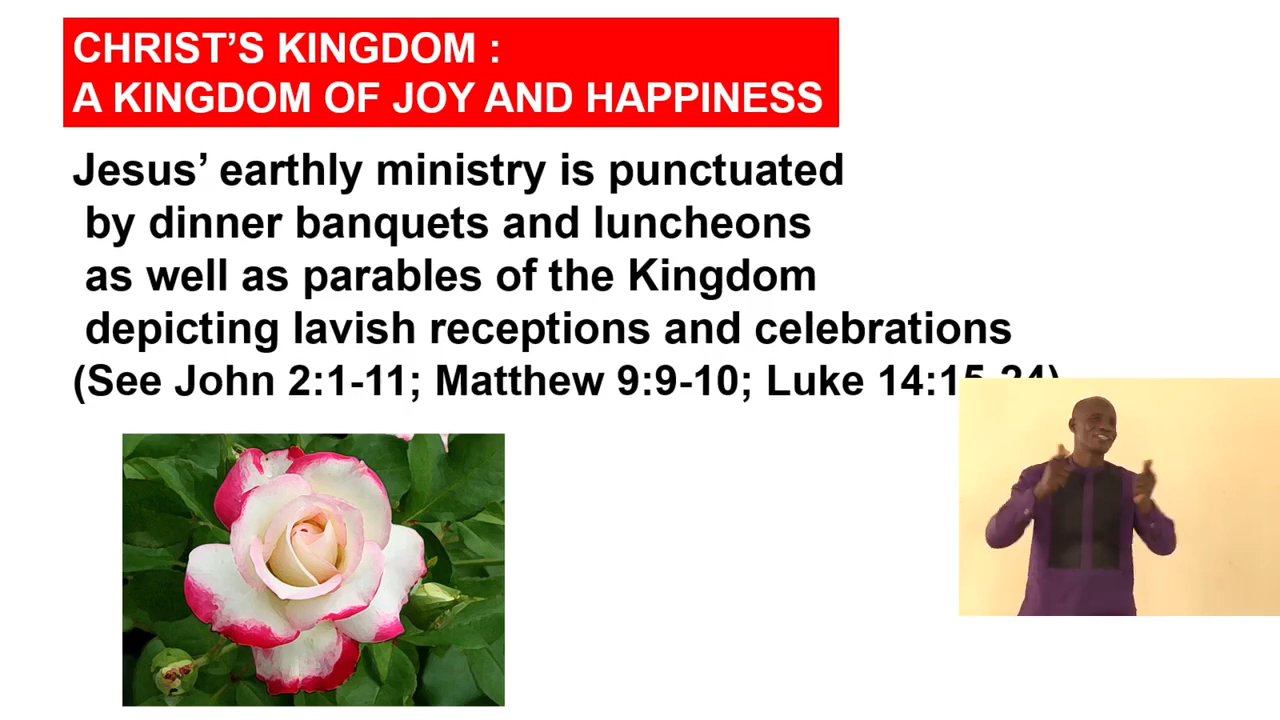 CHRIST’S KINGDOM :
A KINGDOM OF JOY AND HAPPINESS
Jesus’ earthly ministry is punctuated
by dinner banquets and luncheons
as well as parables of the Kingdom
depicting lavish receptions and celebrations
(See John 2:1-11; Matthew 9:9-10; Luke 14:15-24)